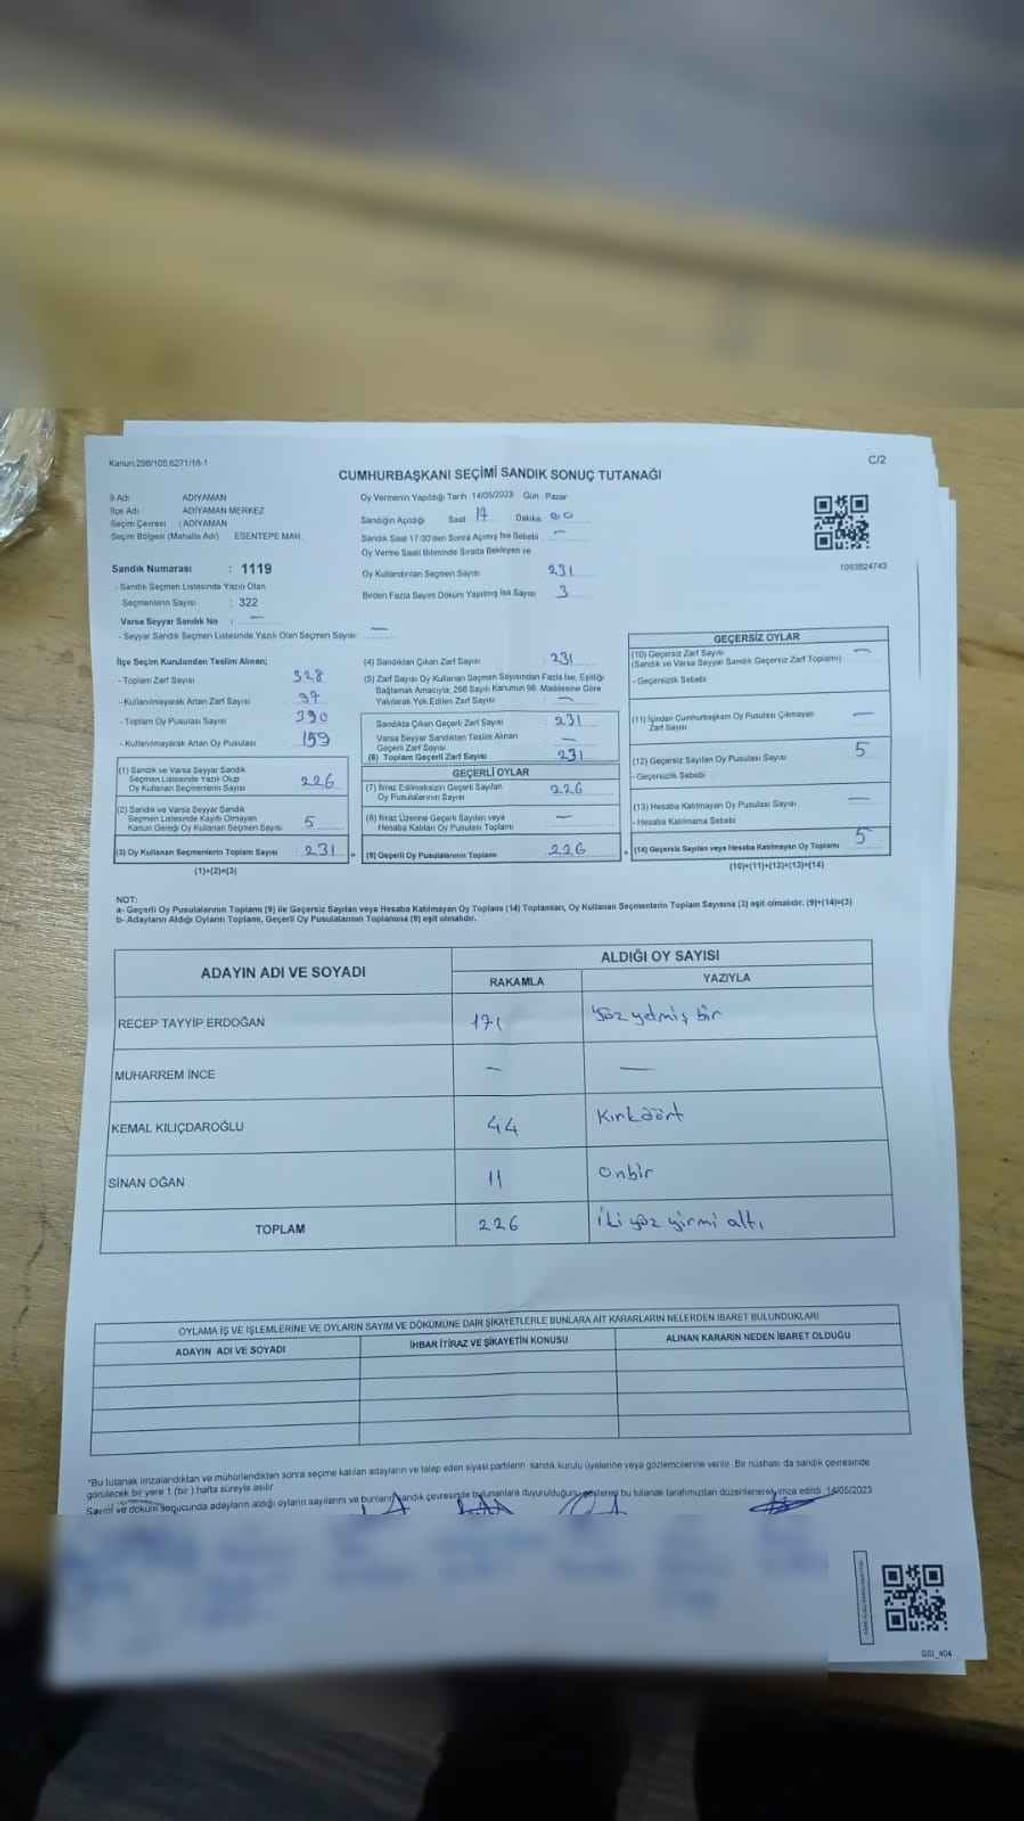 Kanun 298/105,6271/16-1
C/2
CUMHURBAŞKANI SEÇİMİ SANDIK SONUÇ TUTANAĞI
İl Adı ADIYAMAN
İlçe Adı ADIYAMAN MERKEZ
Seçim Çevresi : ADIYAMAN
Seçim Bölgesi (Mahalle Adı) ESENTEPE MAH.
Sandık Numarası : 1119
- Sandık Seçmen Listesinde Yazılı Olan
Seçmenlerin Sayısı : 322
Varsa Seyyar Sandık No : —
- Seyyar Sandık Seçmen Listesinde Yazılı Olan Seçmen Sayısı —
Oy Vermenin Yapıldığı Tarih 14/05/2023 Gün : Pazar
Sandığın Açıldığı Saat 17 Dakika 00
Sandık Saat 17:00'den Sonra Açılmış İse Sebebi —
Oy Verme Saati Bitiminde Sırada Bekleyen ve
Oy Kullandırılan Seçmen Sayısı 231
Birden Fazla Sayım Döküm Yapılmış İse Sayısı 3
1093824743
İlçe Seçim Kurulundan Teslim Alınan;
- Toplam Zarf Sayısı 328
- Kullanılmayarak Artan Zarf Sayısı 97
- Toplam Oy Pusulası Sayısı 390
- Kullanılmayarak Artan Oy Pusulası 159
(1) Sandık ve Varsa Seyyar Sandık
Seçmen Listesinde Yazılı Olup
Oy Kullanan Seçmenlerin Sayısı 226
(2) Sandık ve Varsa Seyyar Sandık
Seçmen Listesinde Kayıtlı Olmayan
Kanun Gereği Oy Kullanan Seçmen Sayısı 5
(3) Oy Kullanan Seçmenlerin Toplam Sayısı 231
(1)+(2)=(3)
(4) Sandıktan Çıkan Zarf Sayısı 231
(5) Zarf Sayısı Oy Kullanan Seçmen Sayısından Fazla İse, Eşitliği
Sağlamak Amacıyla, 298 Sayılı Kanunun 98. Maddesine Göre
Yakılarak Yok Edilen Zarf Sayısı —
Sandıkta Çıkan Geçerli Zarf Sayısı 231
Varsa Seyyar Sandıktan Teslim Alınan
Geçerli Zarf Sayısı —
(6) Toplam Geçerli Zarf Sayısı 231
GEÇERLİ OYLAR
(7) İtiraz Edilmeksizin Geçerli Sayılan
Oy Pusulalarının Sayısı 226
(8) İtiraz Üzerine Geçerli Sayılan veya
Hesaba Katılan Oy Pusulası Toplamı —
(9) Geçerli Oy Pusulalarının Toplamı 226
GEÇERSİZ OYLAR
(10) Geçersiz Zarf Sayısı —
(Sandık ve Varsa Seyyar Sandık Geçersiz Zarf Toplamı)
- Geçersizlik Sebebi
(11) İçinden Cumhurbaşkanı Oy Pusulası Çıkmayan —
Zarf Sayısı
(12) Geçersiz Sayılan Oy Pusulası Sayısı 5
- Geçersizlik Sebebi
(13) Hesaba Katılmayan Oy Pusulası Sayısı —
- Hesaba Katılmama Sebebi
(14) Geçersiz Sayılan veya Hesaba Katılmayan Oy Toplamı 5
(10)+(11)+(12)+(13)=(14)
NOT:
a- Geçerli Oy Pusulalarının Toplamı (9) ile Geçersiz Sayılan veya Hesaba Katılmayan Oy Toplamı (14) Toplamları, Oy Kullanan Seçmenlerin Toplam Sayısına (3) eşit olmalıdır. (9)+(14)=(3)
b- Adayların Aldığı Oyların Toplamı, Geçerli Oy Pusulalarının Toplamına (9) eşit olmalıdır.
ADAYIN ADI VE SOYADI
ALDIĞI OY SAYISI
RAKAMLA YAZIYLA
RECEP TAYYİP ERDOĞAN 171 Yüz yetmiş bir
MUHARREM İNCE — —
KEMAL KILIÇDAROĞLU 44 Kırkdört
SİNAN OĞAN 11 onbir
TOPLAM 226 iki yüz yirmi altı
OYLAMA İŞ VE İŞLEMLERİNE VE OYLARIN SAYIM VE DÖKÜMÜNE DAİR ŞİKAYETLERLE BUNLARA AİT KARARLARIN NELERDEN İBARET BULUNDUKLARI
ADAYIN ADI VE SOYADI İHBAR İTİRAZ VE ŞİKAYETİN KONUSU ALINAN KARARIN NEDEN İBARET OLDUĞU
*Bu tutanak imzalandıktan ve mühürlendikten sonra seçime katılan adayların ve talep eden siyasi partilerin sandık kurulu üyelerine veya gözlemcilerine verilir. Bir nüshası da sandık çevresinde
görülecek bir yere 1 (bir) hafta süreyle asılır.
Sayım ve döküm sonucunda adayların aldığı oyların sayılarını ve bunların sandık çevresinde bulunanlara duyurulduğunu gösteren bu tutanak tarafımızdan düzenlenerek imza edildi. 14/05/2023
GSI_404